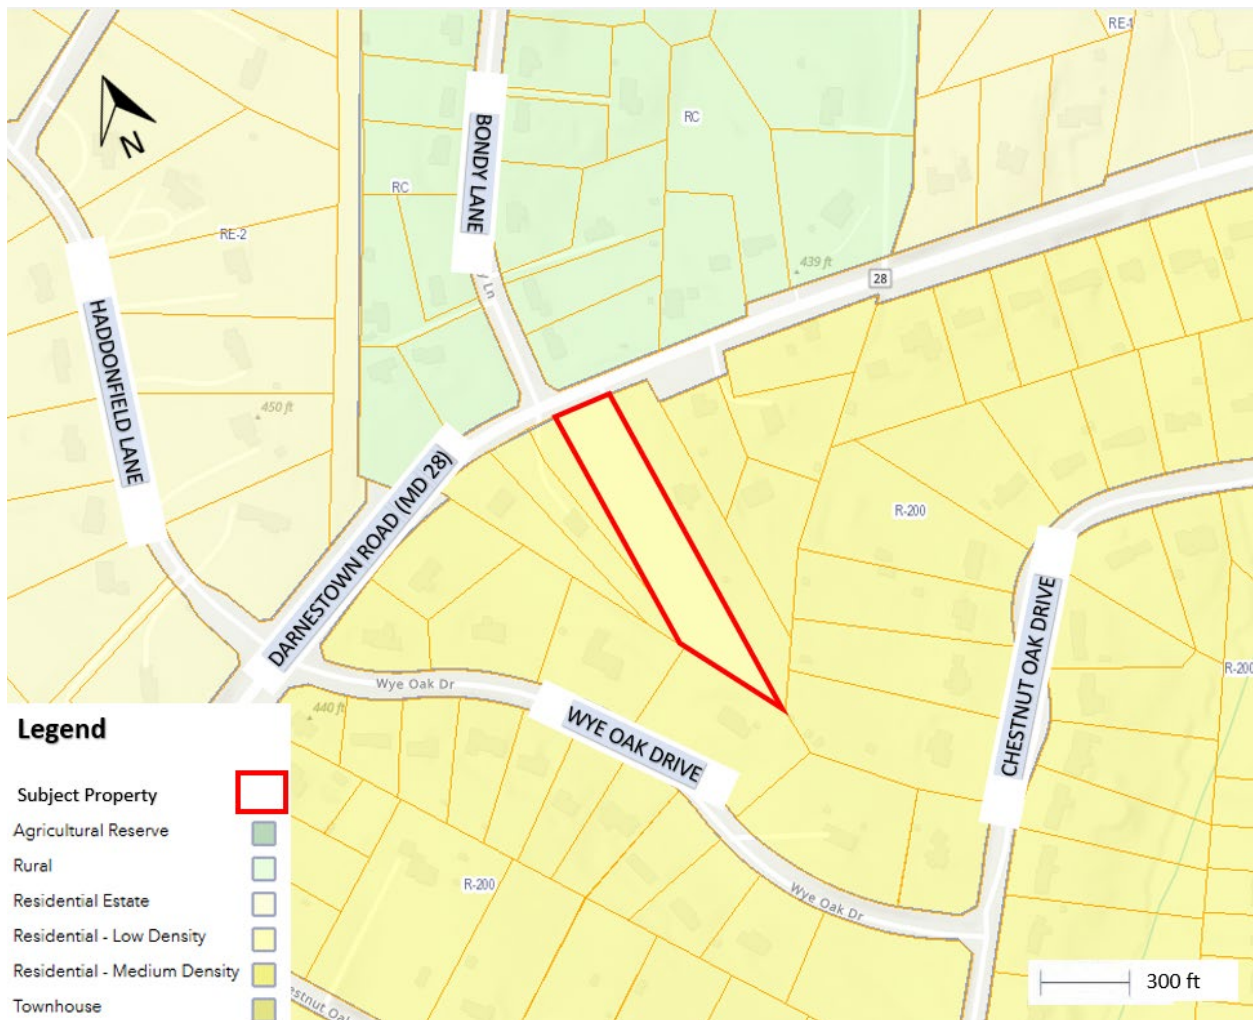 RE-1
N
RC
RC
RE-2
BONDY LANE
y Ln
439 ft
28
HADDONFIELD LANE
450 ft
DARNESTOWN ROAD (MD 28)
R-200
CHESTNUT OAK DRIVE
R-200
Wye Oak Dr
WYE OAK DRIVE
440 ft
R-200
Wye Oak Dr
estnut Oak
300 ft
Legend
Subject Property
Agricultural Reserve
Rural
Residential Estate
Residential - Low Density
Residential - Medium Density
Townhouse